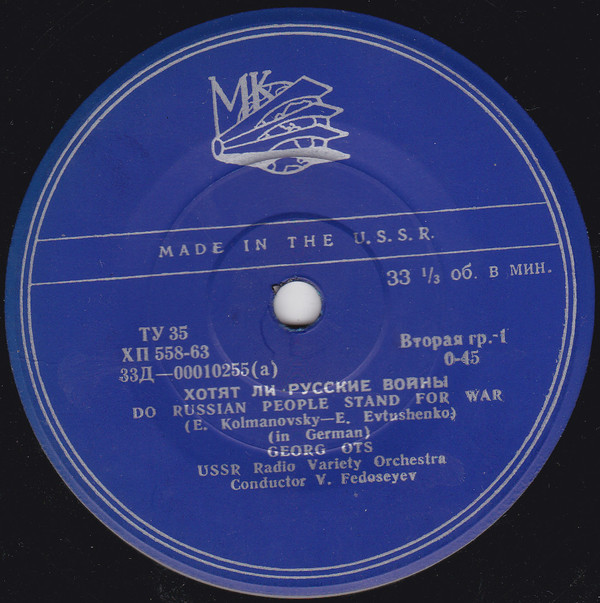 МК
MADE IN THE U.S.S.R.
33 1/3 об. в мин.
ТУ 35
ХП 558-63
33Д—00010255(а)
Вторая гр.-1
0-45
ХОТЯТ ЛИ РУССКИЕ ВОЙНЫ
DO RUSSIAN PEOPLE STAND FOR WAR
(E. Kolmanovsky—E. Evtushenko)
(in German)
GEORG OTS
USSR Radio Variety Orchestra
Conductor V. Fedoseyev